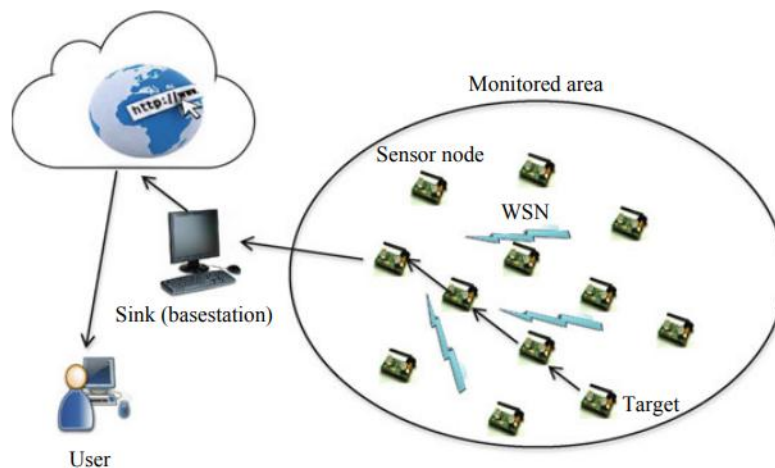 http://ww
Monitored area
Sensor node
WSN
Sink (basestation)
Target
User